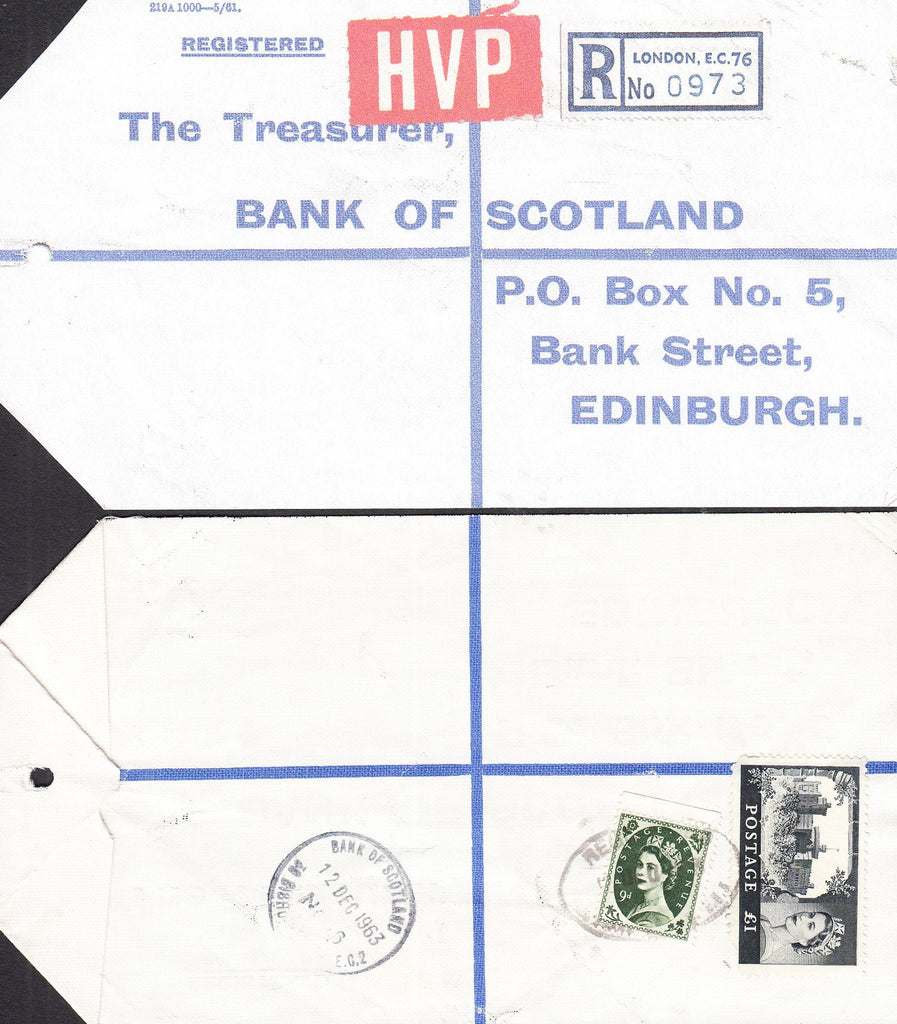 219A 1000—5/61.
REGISTERED
HVP
R
LONDON, E.C.76
No 0973
The Treasurer,
BANK OF SCOTLAND
P.O. Box No. 5,
Bank Street,
EDINBURGH.
BANK OF SCOTLAND
12 DEC 1963
E.C.2
POSTAGE REVENUE
9d
POSTAGE £1